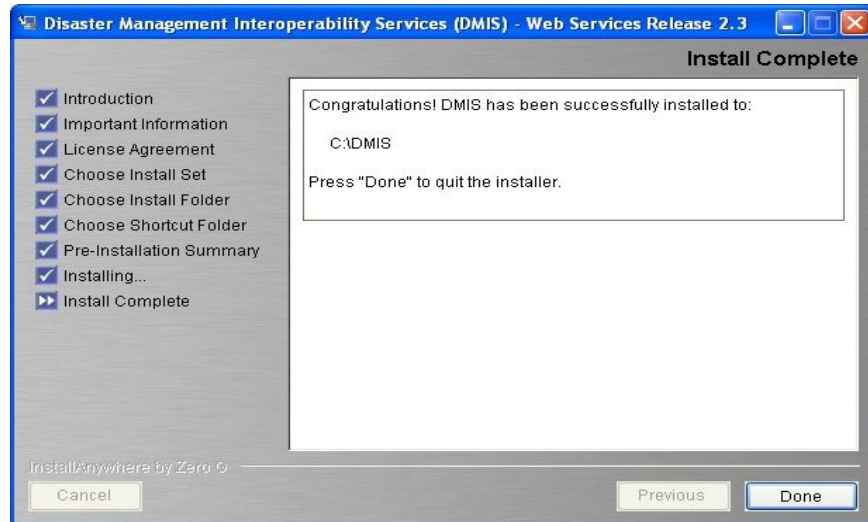 Disaster Management Interoperability Services (DMIS) - Web Services Release 2.3
Install Complete
Introduction
Important Information
License Agreement
Choose Install Set
Choose Install Folder
Choose Shortcut Folder
Pre-Installation Summary
Installing...
Install Complete
Congratulations! DMIS has been successfully installed to:
C:\DMIS
Press "Done" to quit the installer.
InstallAnywhere by Zero G
Cancel
Previous
Done